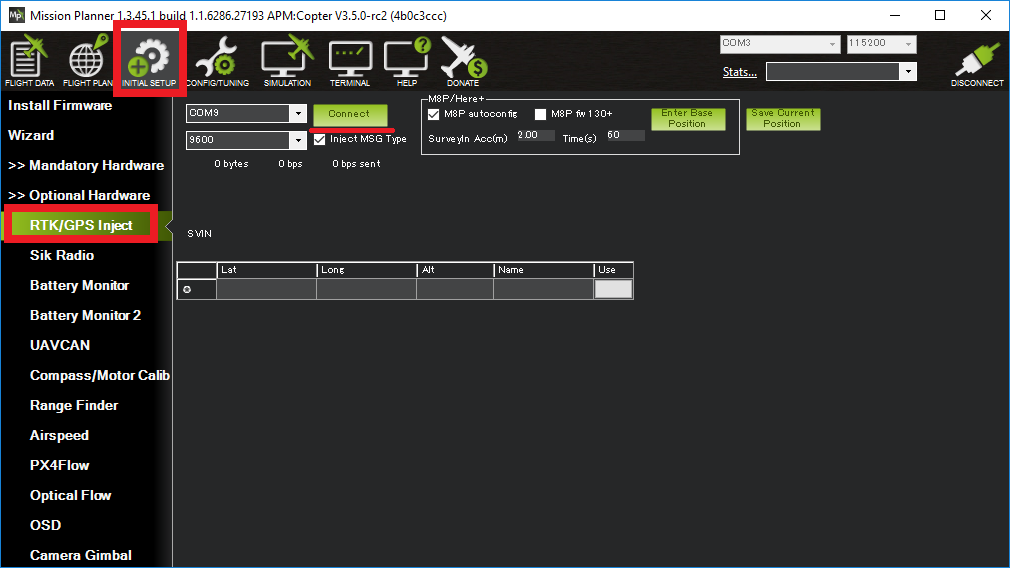 Mission Planner 1.3.45.1 build 1.1.6286.27193 APM:Copter V3.5.0-rc2 (4b0c3ccc)
FLIGHT DATA FLIGHT PLAN INITIAL SETUP CONFIG/TUNING SIMULATION TERMINAL HELP DONATE
COM3 115200
Stats...
DISCONNECT
Install Firmware
Wizard
>> Mandatory Hardware
>> Optional Hardware
RTK/GPS Inject
Sik Radio
Battery Monitor
Battery Monitor 2
UAVCAN
Compass/Motor Calib
Range Finder
Airspeed
PX4Flow
Optical Flow
OSD
Camera Gimbal
COM9 Connect
9600 Inject MSG Type
0 bytes 0 bps 0 bps sent
M8P/Here+
M8P autoconfig M8P fw 130+
SurveyIn Acc(m) 2.00 Time(s) 60
Enter Base
Position
Save Current
Position
SVIN
Lat Long Alt Name Use